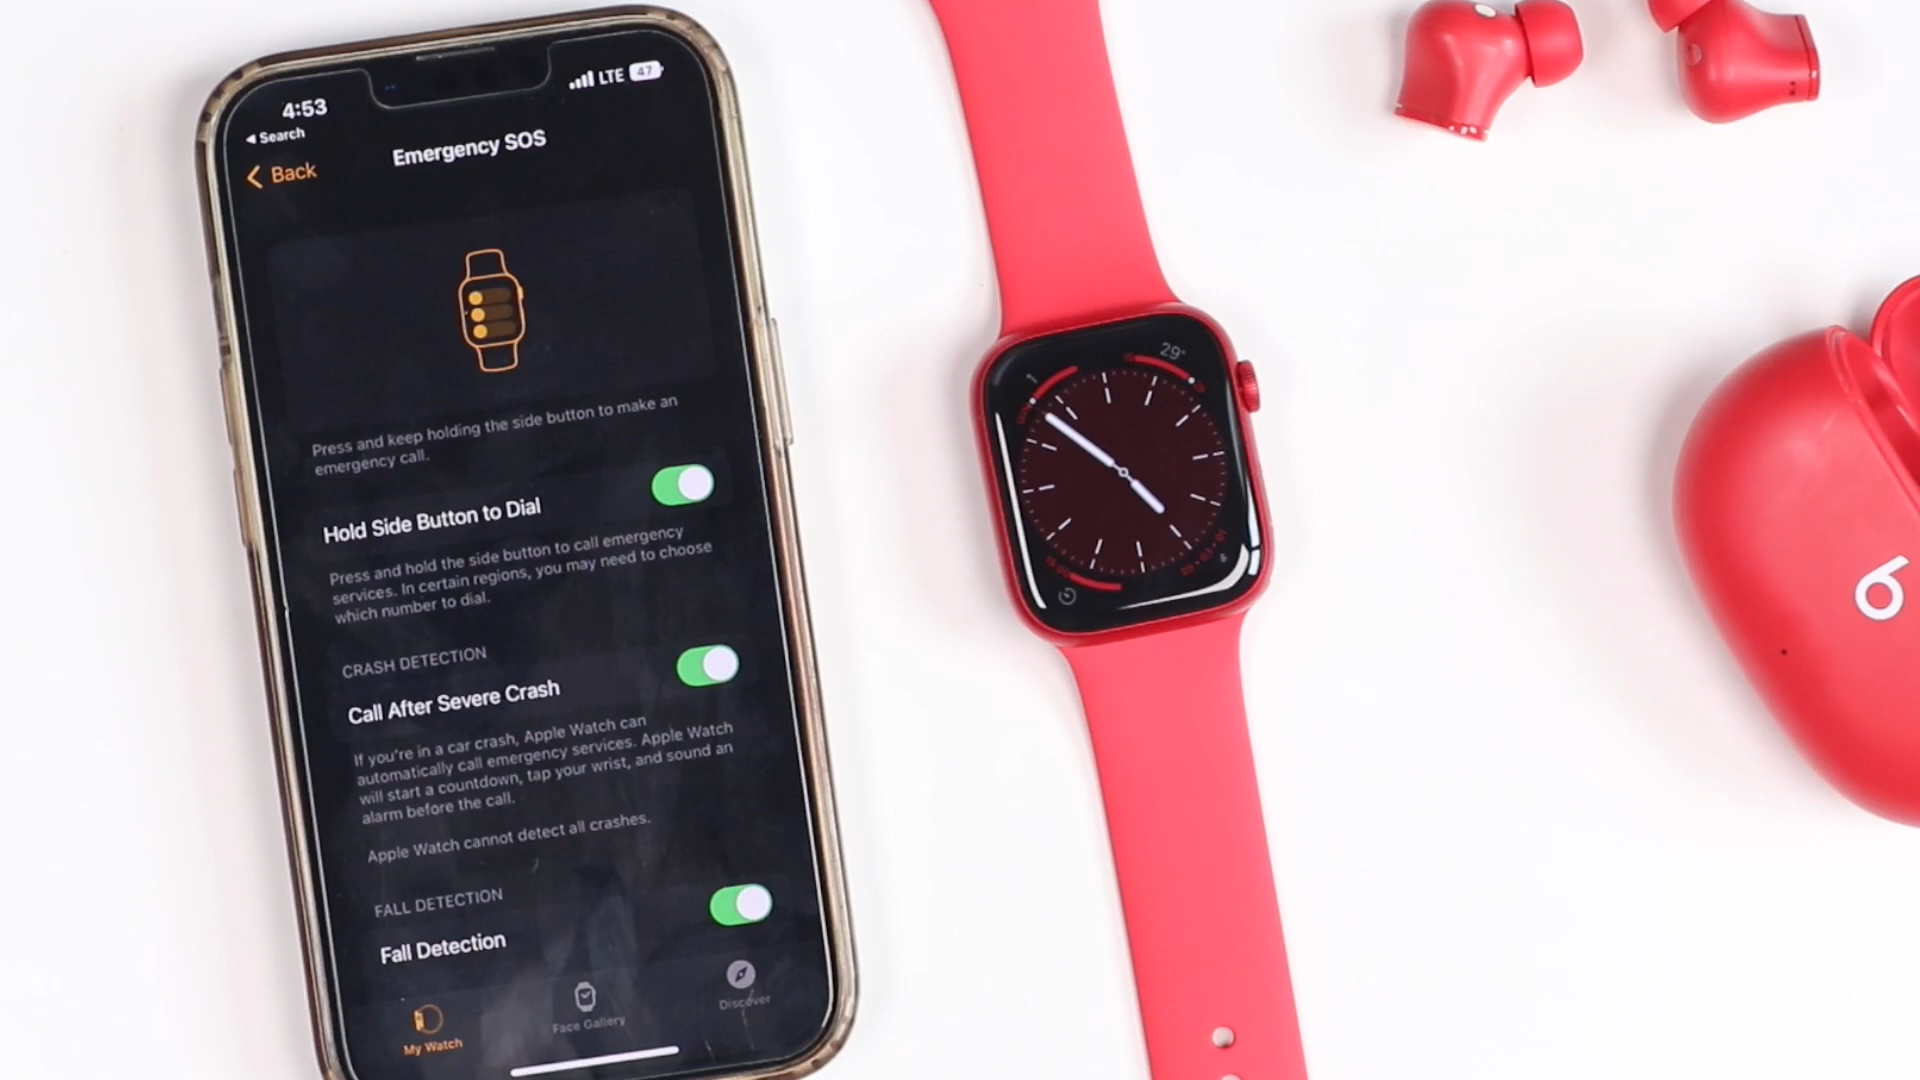 4:53
LTE 47
Search
Back
Emergency SOS
Press and keep holding the side button to make an
emergency call.
Hold Side Button to Dial
Press and hold the side button to call emergency
services. In certain regions, you may need to choose
which number to dial.
CRASH DETECTION
Call After Severe Crash
If you're in a car crash, Apple Watch can
automatically call emergency services. Apple Watch
will start a countdown, tap your wrist, and sound an
alarm before the call.
Apple Watch cannot detect all crashes.
FALL DETECTION
Fall Detection
My Watch
Face Gallery
Discover
29°
1
b